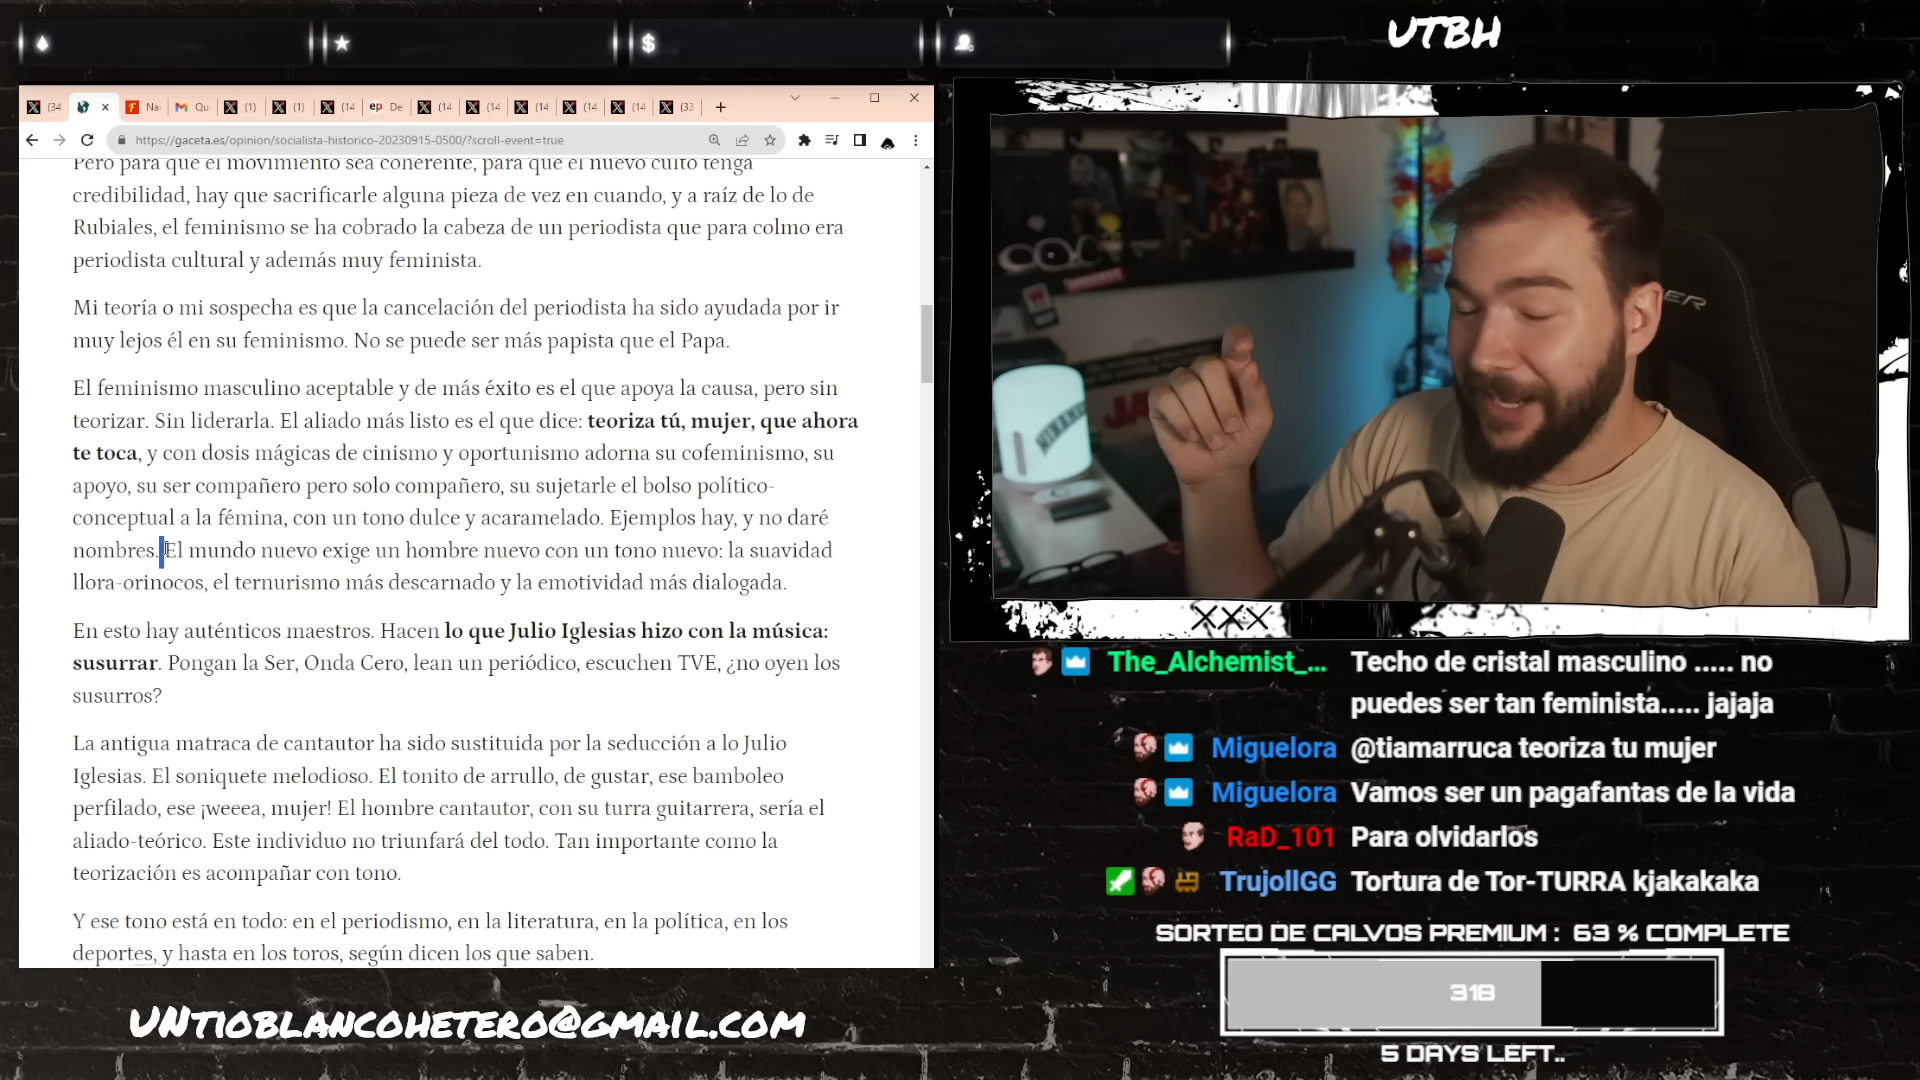 UTBH
(34
Na
Qu
(1)
(1)
(14
ep De
(14
(14
(14
(14
(14
(33
https://gaceta.es/opinion/socialista-historico-20230915-0500/?scroll-event=true
Pero para que el movimiento sea coherente, para que el nuevo culto tenga
credibilidad, hay que sacrificarle alguna pieza de vez en cuando, y a raíz de lo de
Rubiales, el feminismo se ha cobrado la cabeza de un periodista que para colmo era
periodista cultural y además muy feminista.
Mi teoría o mi sospecha es que la cancelación del periodista ha sido ayudada por ir
muy lejos él en su feminismo. No se puede ser más papista que el Papa.
El feminismo masculino aceptable y de más éxito es el que apoya la causa, pero sin
teorizar. Sin liderarla. El aliado más listo es el que dice: teoriza tú, mujer, que ahora
te toca, y con dosis mágicas de cinismo y oportunismo adorna su cofeminismo, su
apoyo, su ser compañero pero solo compañero, su sujetarle el bolso político-
conceptual a la fémina, con un tono dulce y acaramelado. Ejemplos hay, y no daré
nombres. El mundo nuevo exige un hombre nuevo con un tono nuevo: la suavidad
llora-orinocos, el ternurismo más descarnado y la emotividad más dialogada.
En esto hay auténticos maestros. Hacen lo que Julio Iglesias hizo con la música:
susurrar. Pongan la Ser, Onda Cero, lean un periódico, escuchen TVE, ¿no oyen los
susurros?
La antigua matraca de cantautor ha sido sustituida por la seducción a lo Julio
Iglesias. El soniquete melodioso. El tonito de arrullo, de gustar, ese bamboleo
perfilado, ese ¡weeea, mujer! El hombre cantautor, con su turra guitarrera, sería el
aliado-teórico. Este individuo no triunfará del todo. Tan importante como la
teorización es acompañar con tono.
Y ese tono está en todo: en el periodismo, en la literatura, en la política, en los
deportes, y hasta en los toros, según dicen los que saben.
XXX
The_Alchemist_... Techo de cristal masculino ..... no
puedes ser tan feminista..... jajaja
Miguelora @tiamarruca teoriza tu mujer
Miguelora Vamos ser un pagafantas de la vida
RaD_101 Para olvidarlos
TrujollGG Tortura de Tor-TURRA kjakakaka
SORTEO DE CALVOS PREMIUM : 63 % COMPLETE
318
5 DAYS LEFT..
UNTIOBLANCOHETERO@GMAIL.COM